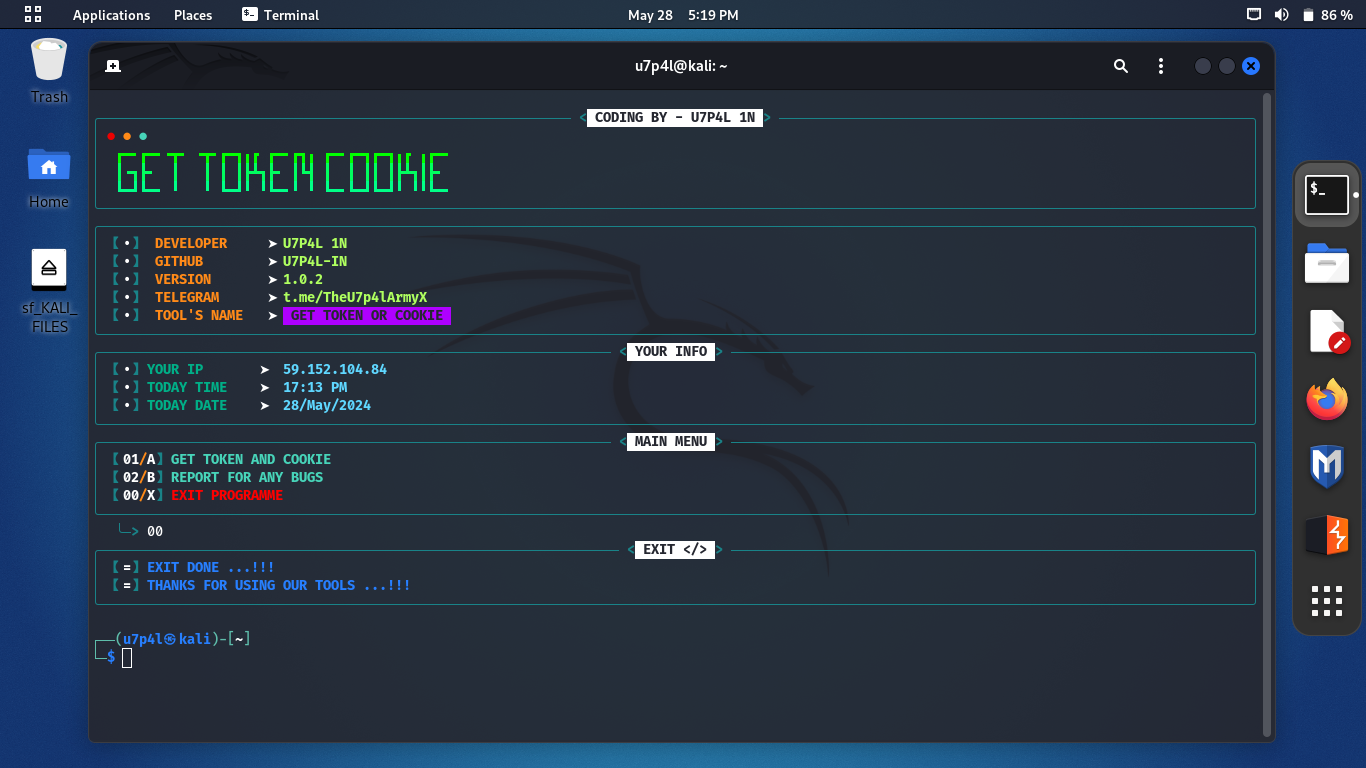 Applications Places Terminal May 28 5:19 PM 86 %
Trash
Home
sf_KALI_
FILES
u7p4l@kali: ~
< CODING BY - U7P4L 1N >
GET TOKEN COOKIE
[ • ] DEVELOPER ➤ U7P4L 1N
[ • ] GITHUB ➤ U7P4L-IN
[ • ] VERSION ➤ 1.0.2
[ • ] TELEGRAM ➤ t.me/TheU7p4lArmyX
[ • ] TOOL'S NAME ➤ GET TOKEN OR COOKIE
< YOUR INFO >
[ • ] YOUR IP ➤ 59.152.104.84
[ • ] TODAY TIME ➤ 17:13 PM
[ • ] TODAY DATE ➤ 28/May/2024
< MAIN MENU >
[ 01/A] GET TOKEN AND COOKIE
[ 02/B] REPORT FOR ANY BUGS
[ 00/X] EXIT PROGRAMME
╰─> 00
< EXIT </> >
[ = ] EXIT DONE ...!!!
[ = ] THANKS FOR USING OUR TOOLS ...!!!
┌──(u7p4l㉿kali)-[~]
└─$
$_